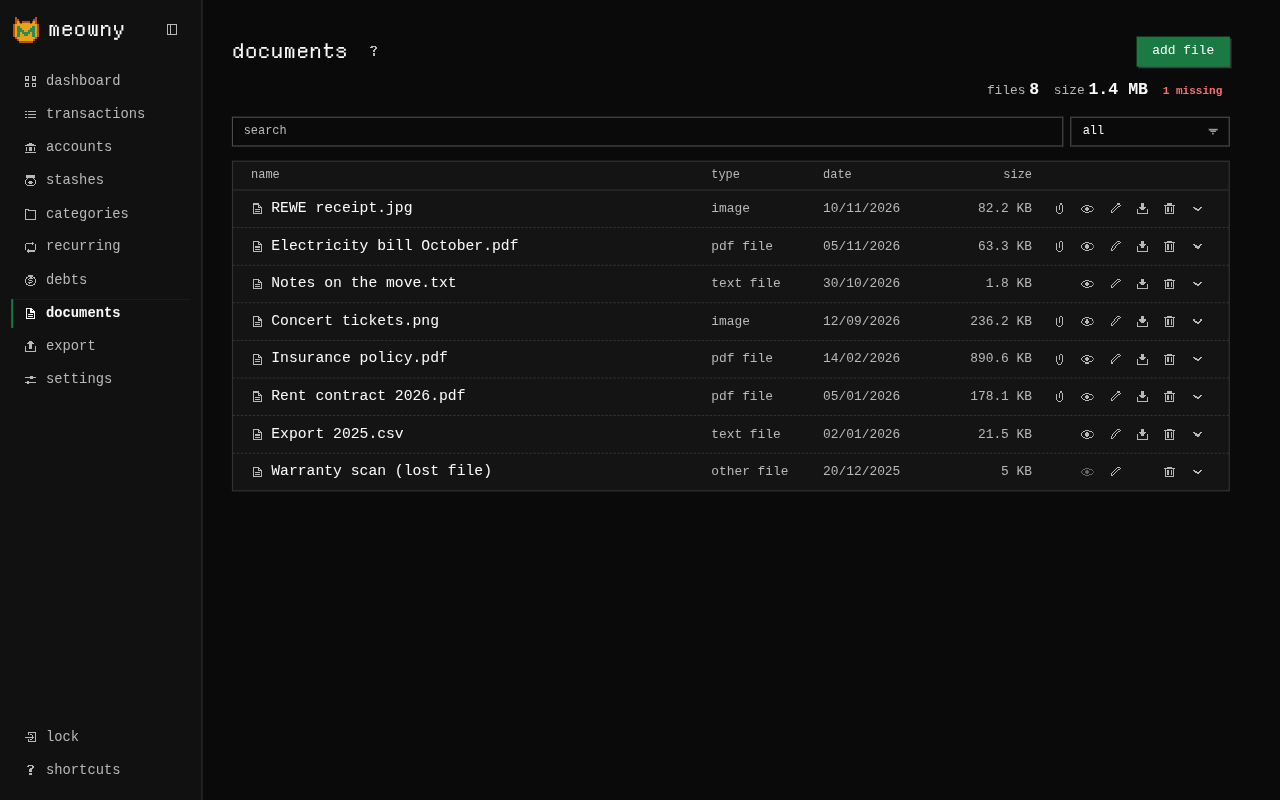 meowny
dashboard
transactions
accounts
stashes
categories
recurring
debts
documents
export
settings
lock
? shortcuts
documents ?
add file
files 8 size 1.4 MB 1 missing
search
all
name type date size
REWE receipt.jpg image 10/11/2026 82.2 KB
Electricity bill October.pdf pdf file 05/11/2026 63.3 KB
Notes on the move.txt text file 30/10/2026 1.8 KB
Concert tickets.png image 12/09/2026 236.2 KB
Insurance policy.pdf pdf file 14/02/2026 890.6 KB
Rent contract 2026.pdf pdf file 05/01/2026 178.1 KB
Export 2025.csv text file 02/01/2026 21.5 KB
Warranty scan (lost file) other file 20/12/2025 5 KB